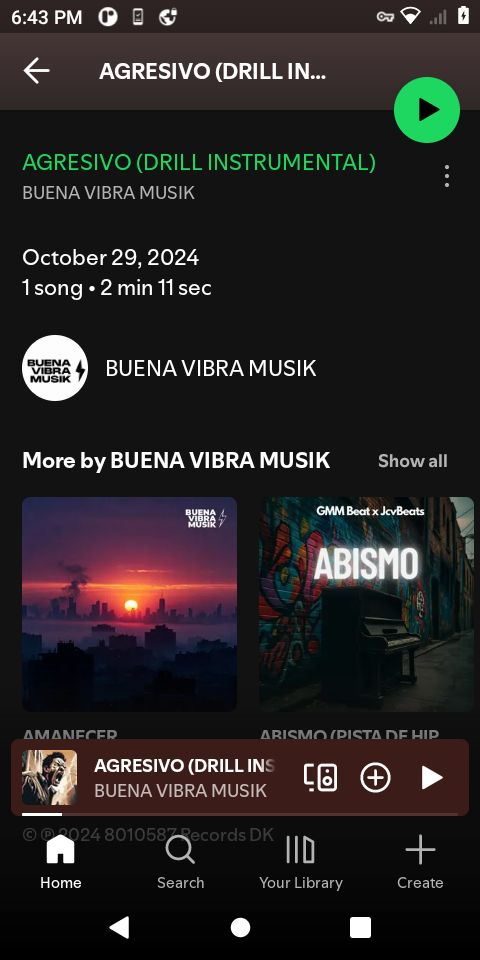 6:43 PM
AGRESIVO (DRILL IN...
AGRESIVO (DRILL INSTRUMENTAL)
BUENA VIBRA MUSIK
October 29, 2024
1 song • 2 min 11 sec
BUENA
VIBRA
MUSIK
BUENA VIBRA MUSIK
More by BUENA VIBRA MUSIK
Show all
BUENA
VIBRA
MUSIK
GMM Beat x JcvBeats
ABISMO
AMANECER
ABISMO (PISTA DE HIP
AGRESIVO (DRILL INS
BUENA VIBRA MUSIK
© ℗ 2024 8010587 Records DK
Home
Search
Your Library
Create